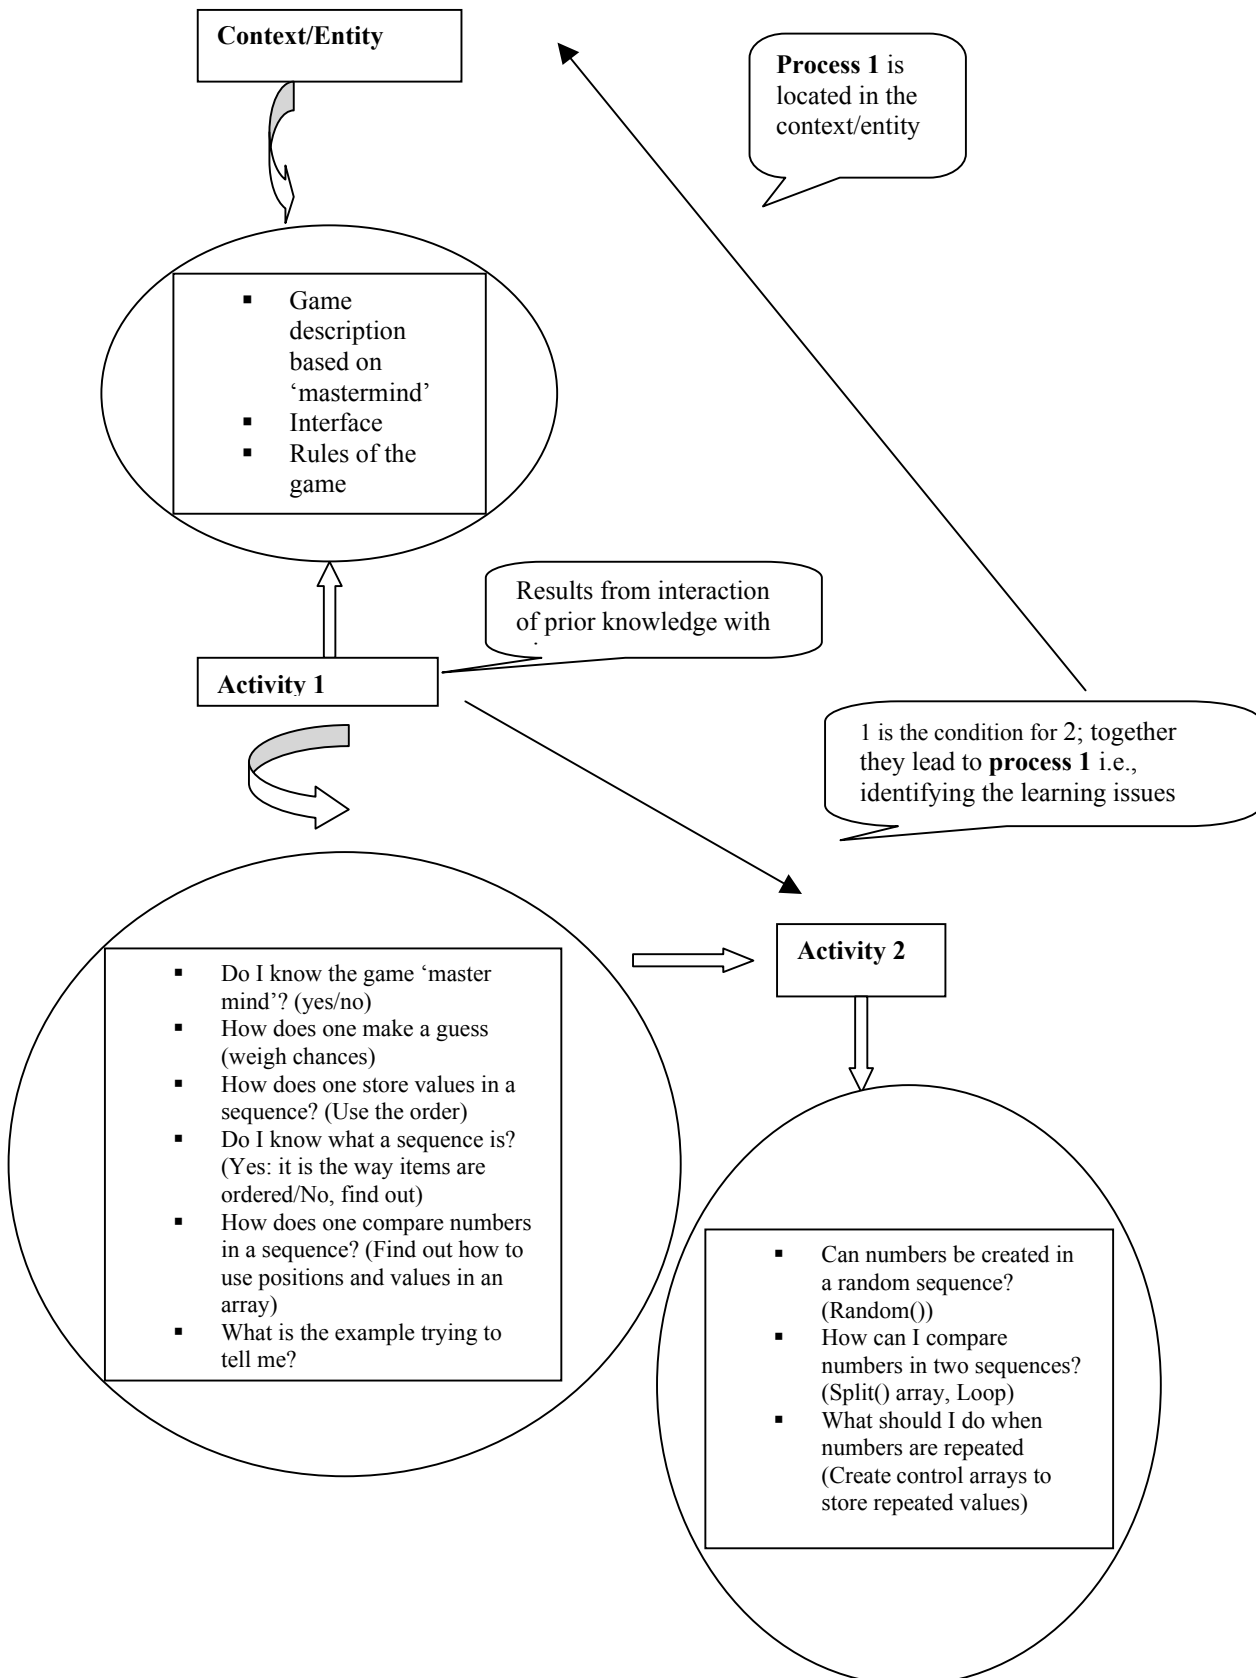 Context/Entity
Process 1 is
located in the
context/entity
▪ Game
description
based on
‘mastermind’
▪ Interface
▪ Rules of the
game
Results from interaction
of prior knowledge with
Activity 1
1 is the condition for 2; together
they lead to process 1 i.e.,
identifying the learning issues
▪ Do I know the game ‘master
mind’? (yes/no)
▪ How does one make a guess
(weigh chances)
▪ How does one store values in a
sequence? (Use the order)
▪ Do I know what a sequence is?
(Yes: it is the way items are
ordered/No, find out)
▪ How does one compare numbers
in a sequence? (Find out how to
use positions and values in an
array)
▪ What is the example trying to
tell me?
Activity 2
▪ Can numbers be created in
a random sequence?
(Random())
▪ How can I compare
numbers in two sequences?
(Split() array, Loop)
▪ What should I do when
numbers are repeated
(Create control arrays to
store repeated values)